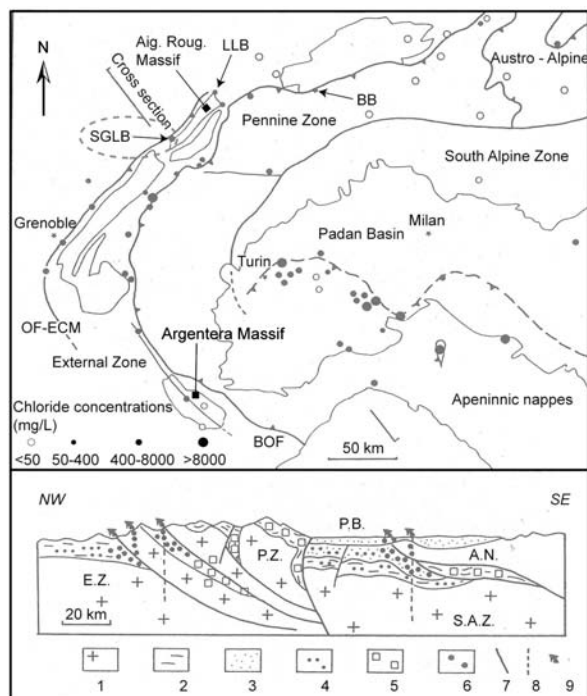 N
Aig. Roug.
Massif
LLB
Austro - Alpine
Cross section
BB
SGLB
Pennine Zone
South Alpine Zone
Grenoble
Milan
Padan Basin
Turin
OF-ECM
Argentera Massif
External Zone
Chloride concentrations
(mg/L)
Apeninnic nappes
BOF
50 km
<50 50-400 400-8000 >8000
NW SE
P.B.
P.Z.
A.N.
E.Z.
S.A.Z.
20 km
1 2 3 4 5 6 7 8 9